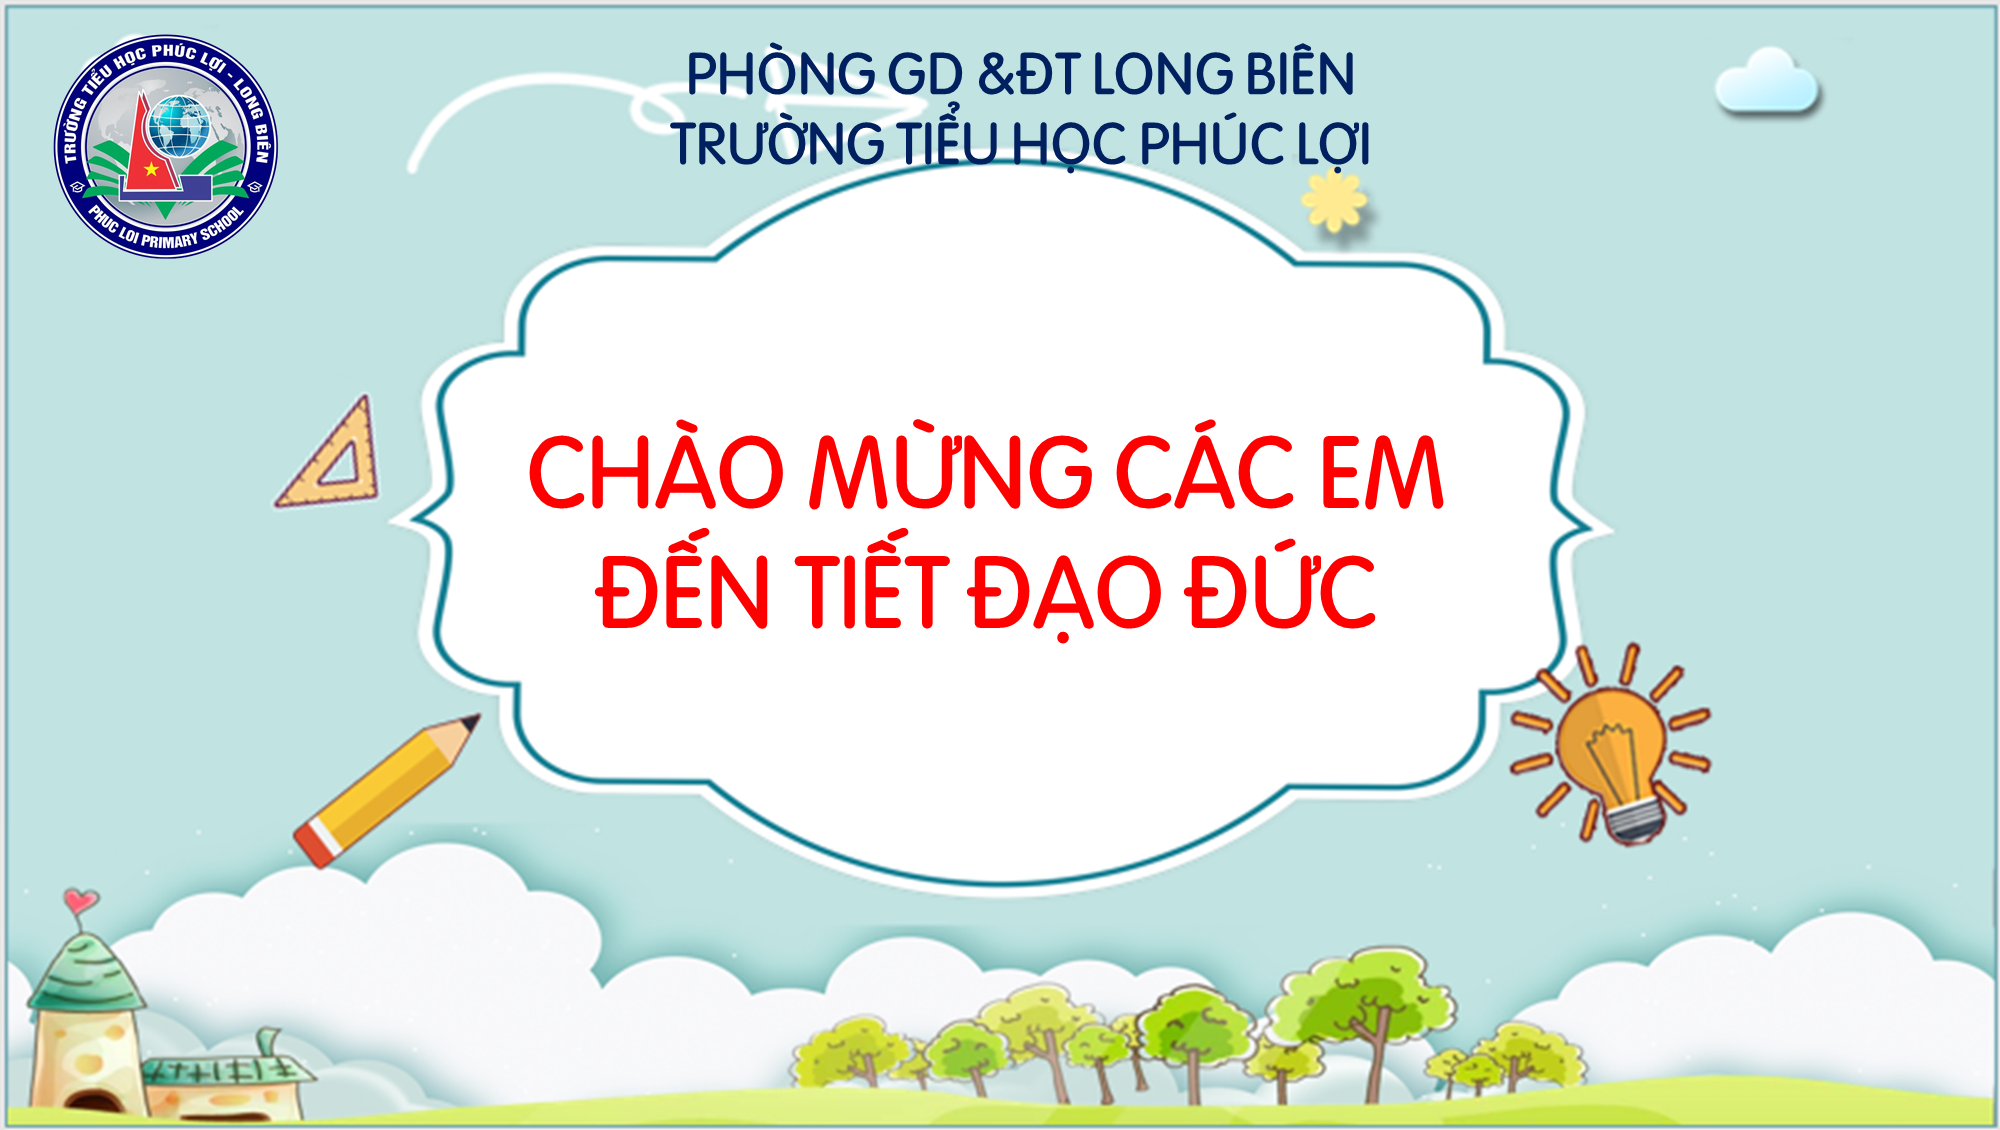 TRƯỜNG TIỂU HỌC PHÚC LỢI - LONG BIÊN
PHUC LOI PRIMARY SCHOOL
PHÒNG GD &ĐT LONG BIÊN
TRƯỜNG TIỂU HỌC PHÚC LỢI
CHÀO MỪNG CÁC EM
ĐẾN TIẾT ĐẠO ĐỨC